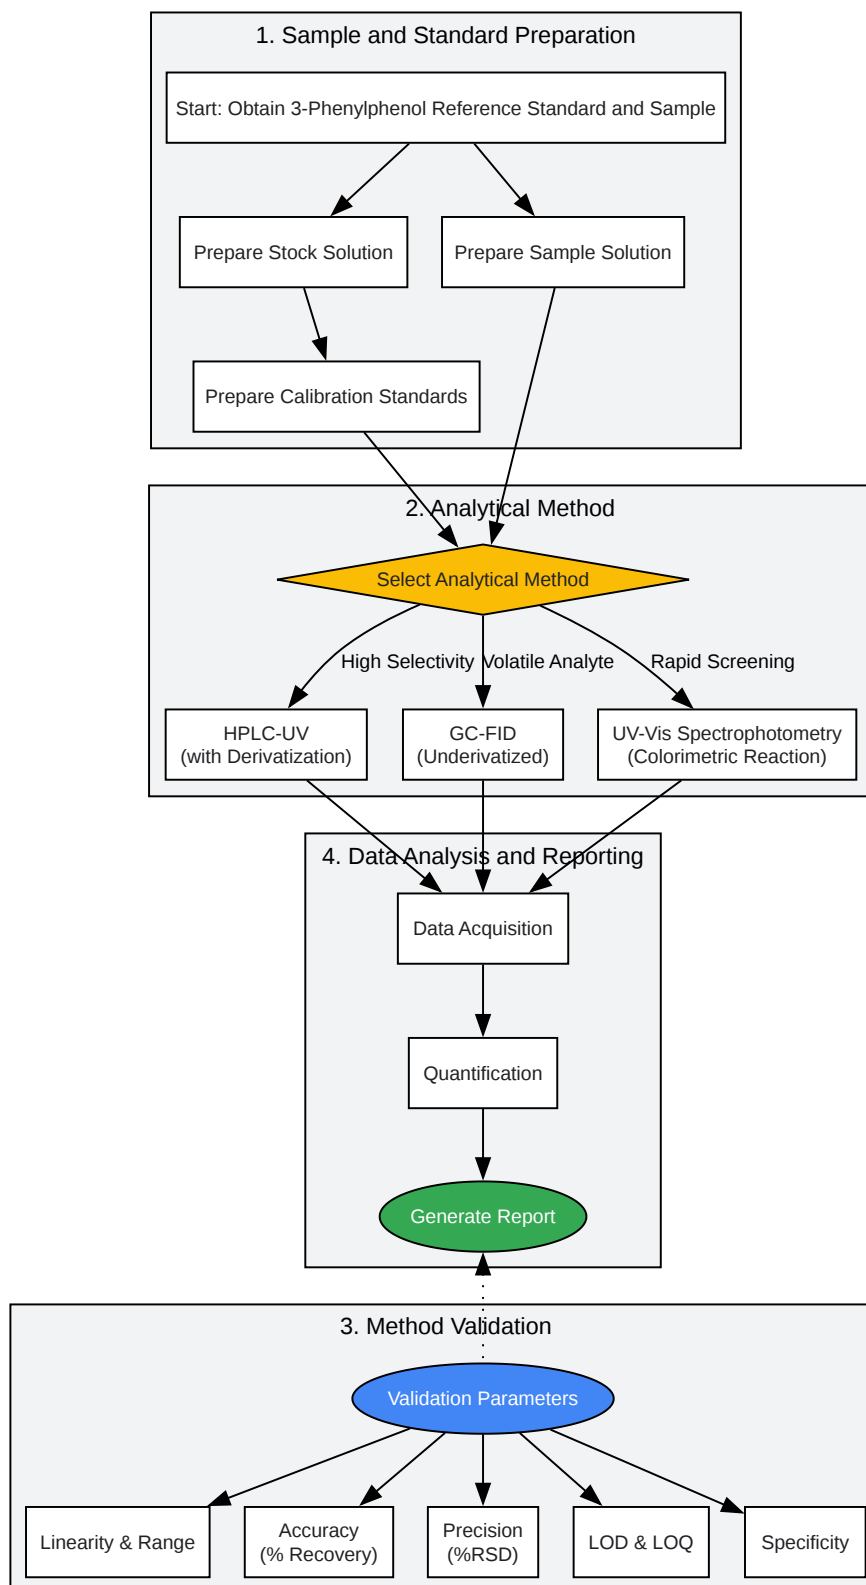 1. Sample and Standard Preparation
Start: Obtain 3-Phenylphenol Reference Standard and Sample
Prepare Stock Solution
Prepare Sample Solution
Prepare Calibration Standards
2. Analytical Method
Select Analytical Method
High Selectivity
Volatile Analyte
Rapid Screening
HPLC-UV
(with Derivatization)
GC-FID
(Underivatized)
UV-Vis Spectrophotometry
(Colorimetric Reaction)
4. Data Analysis and Reporting
Data Acquisition
Quantification
Generate Report
3. Method Validation
Validation Parameters
Linearity & Range
Accuracy
(% Recovery)
Precision
(%RSD)
LOD & LOQ
Specificity